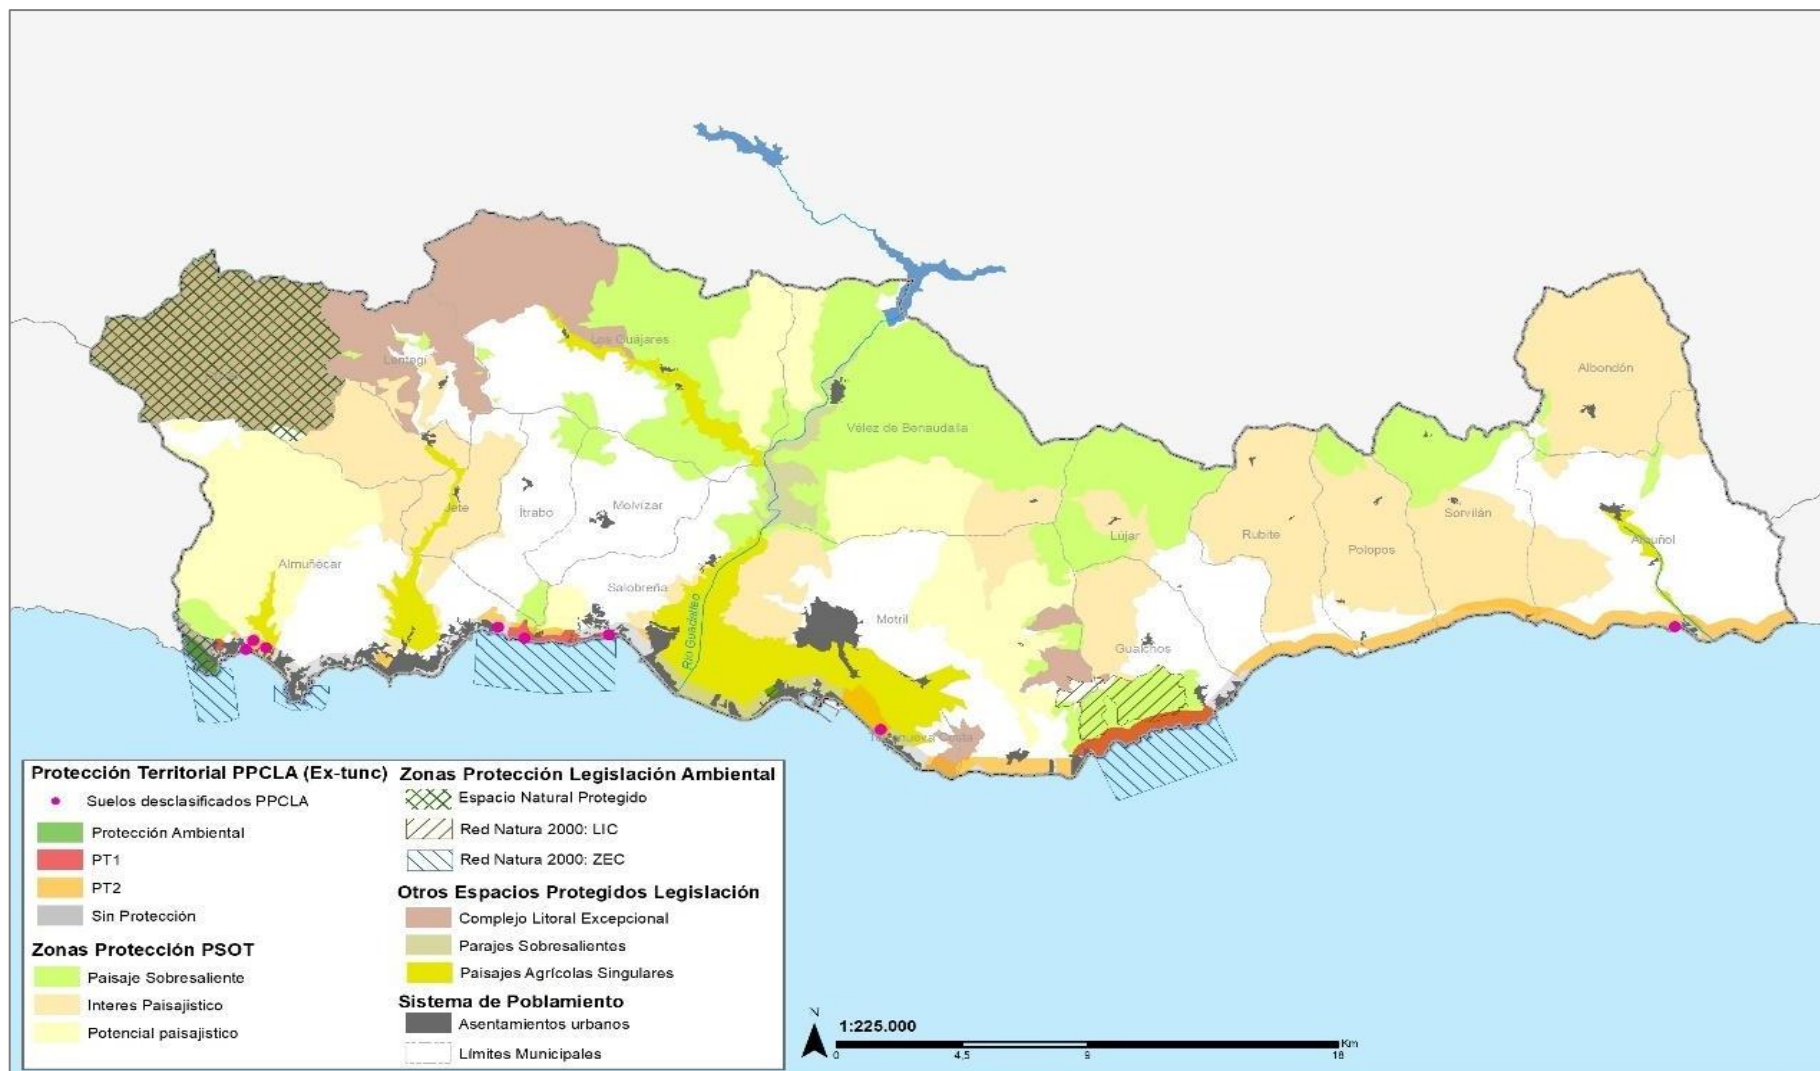 Lentegí
Los Guájares
Vélez de Benaudalla
Albondón
Jete
Ítrabo
Molvízar
Almuñécar
Salobreña
Río Guadalfeo
Motril
Lújar
Gualchos
Rubite
Polopos
Sorvilán
Albuñol
Torrenueva Costa
Protección Territorial PPCLA (Ex-tunc)
Suelos desclasificados PPCLA
Protección Ambiental
PT1
PT2
Sin Protección
Zonas Protección PSOT
Paisaje Sobresaliente
Interes Paisajístico
Potencial paisajistico
Zonas Protección Legislación Ambiental
Espacio Natural Protegido
Red Natura 2000: LIC
Red Natura 2000: ZEC
Otros Espacios Protegidos Legislación
Complejo Litoral Excepcional
Parajes Sobresalientes
Paisajes Agrícolas Singulares
Sistema de Poblamiento
Asentamientos urbanos
Límites Municipales
N
1:225.000
Km
0 4,5 9 18